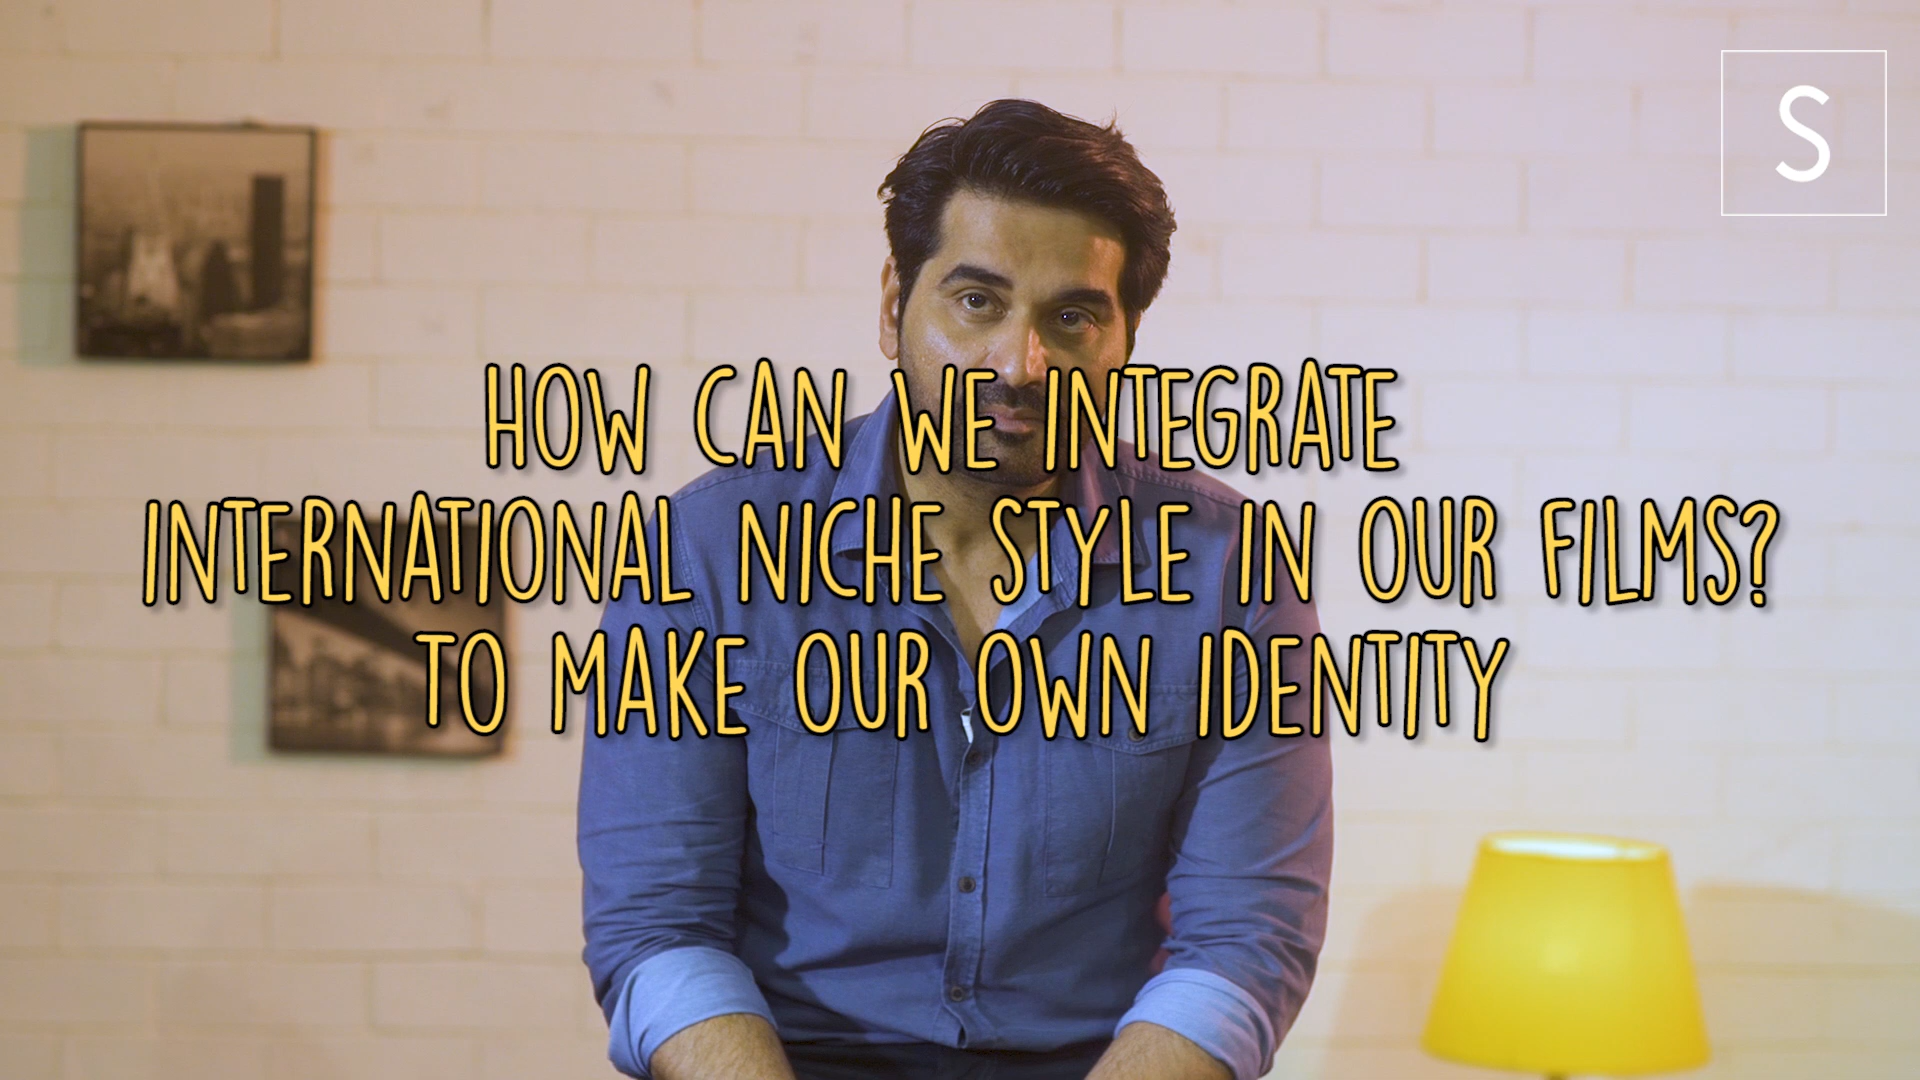 S
HOW CAN WE INTEGRATE
INTERNATIONAL NICHE STYLE IN OUR FILMS?
TO MAKE OUR OWN IDENTITY